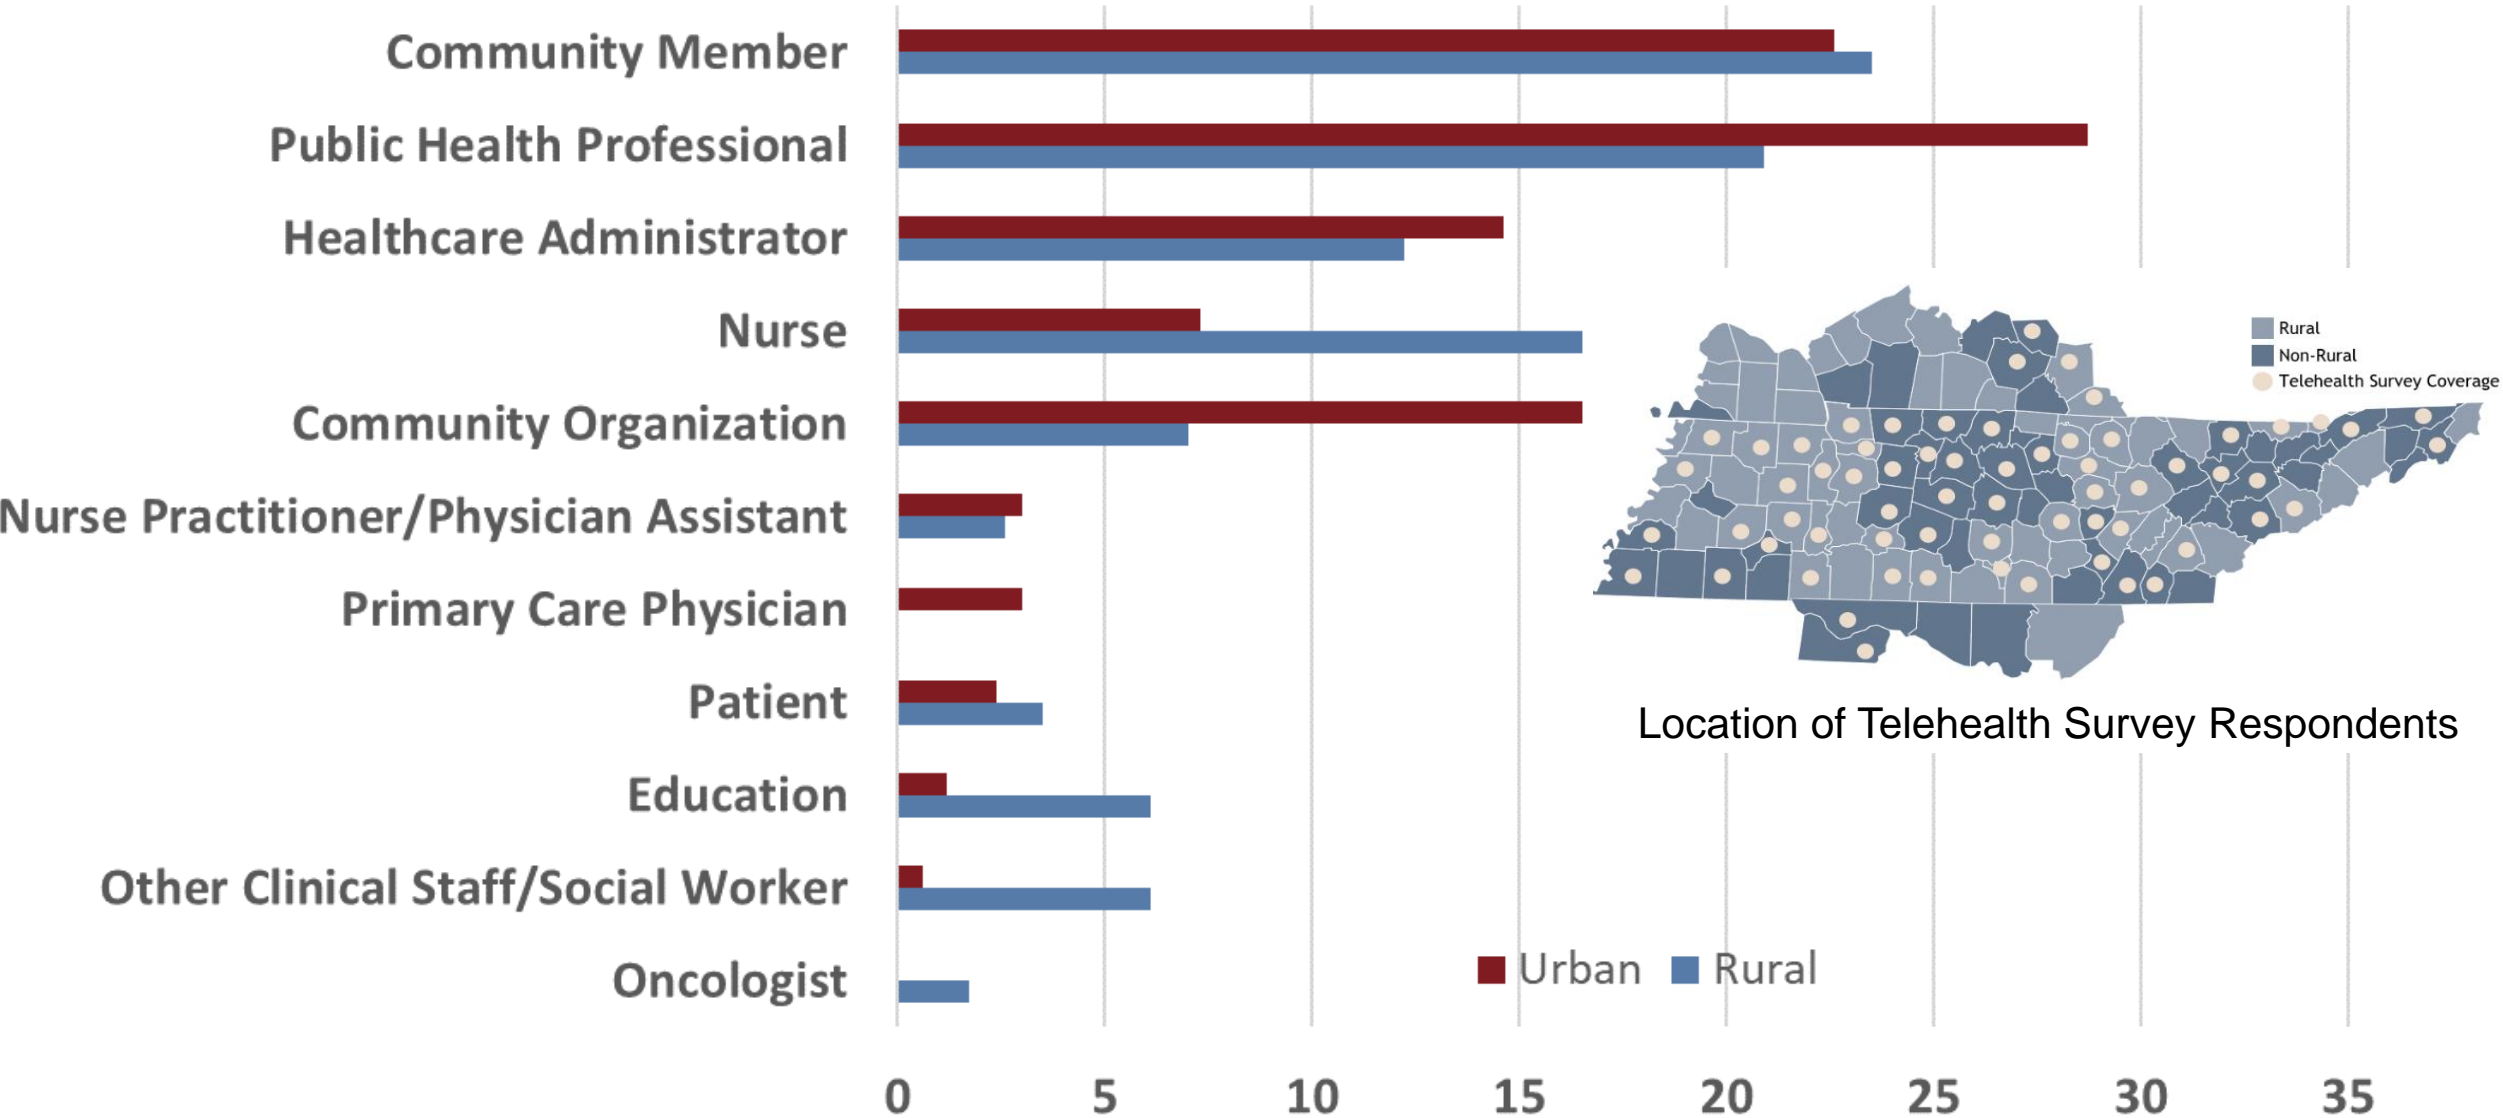 Community Member
Public Health Professional
Healthcare Administrator
Nurse
Community Organization
Nurse Practitioner/Physician Assistant
Primary Care Physician
Patient
Education
Other Clinical Staff/Social Worker
Oncologist
Rural
Non-Rural
Telehealth Survey Coverage
Location of Telehealth Survey Respondents
Urban Rural
0 5 10 15 20 25 30 35